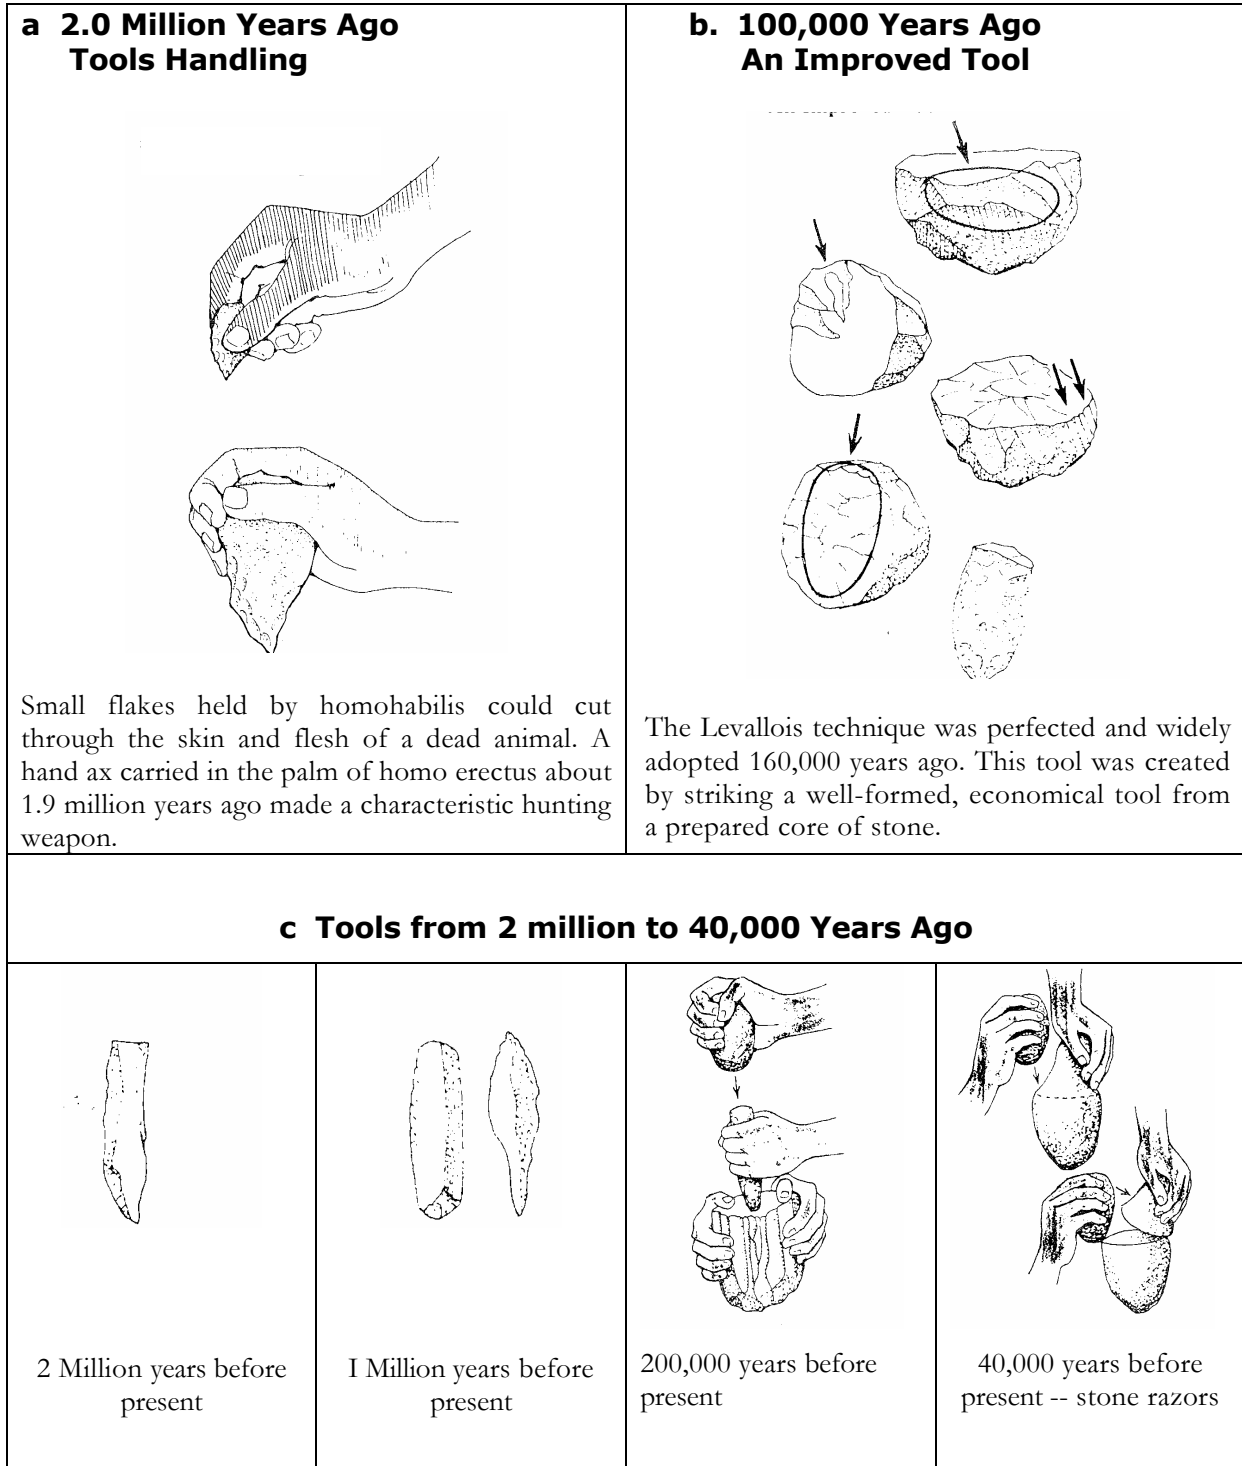 a 2.0 Million Years Ago
Tools Handling
Small flakes held by homohabilis could cut
through the skin and flesh of a dead animal. A
hand ax carried in the palm of homo erectus about
1.9 million years ago made a characteristic hunting
weapon.
b. 100,000 Years Ago
An Improved Tool
The Levallois technique was perfected and widely
adopted 160,000 years ago. This tool was created
by striking a well-formed, economical tool from
a prepared core of stone.
c Tools from 2 million to 40,000 Years Ago
2 Million years before
present
I Million years before
present
200,000 years before
present
40,000 years before
present -- stone razors